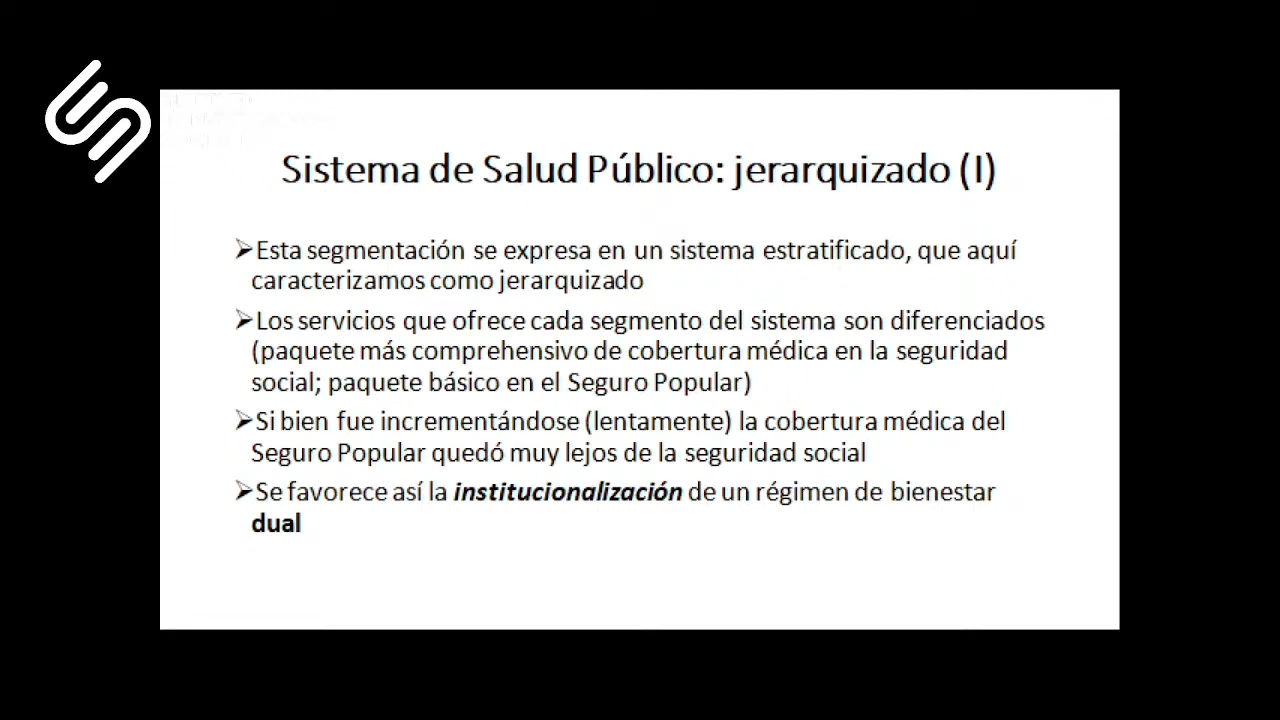 Sistema de Salud Público: jerarquizado (I)
➢Esta segmentación se expresa en un sistema estratificado, que aquí
caracterizamos como jerarquizado
➢Los servicios que ofrece cada segmento del sistema son diferenciados
(paquete más comprehensivo de cobertura médica en la seguridad
social; paquete básico en el Seguro Popular)
➢Si bien fue incrementándose (lentamente) la cobertura médica del
Seguro Popular quedó muy lejos de la seguridad social
➢Se favorece así la institucionalización de un régimen de bienestar
dual